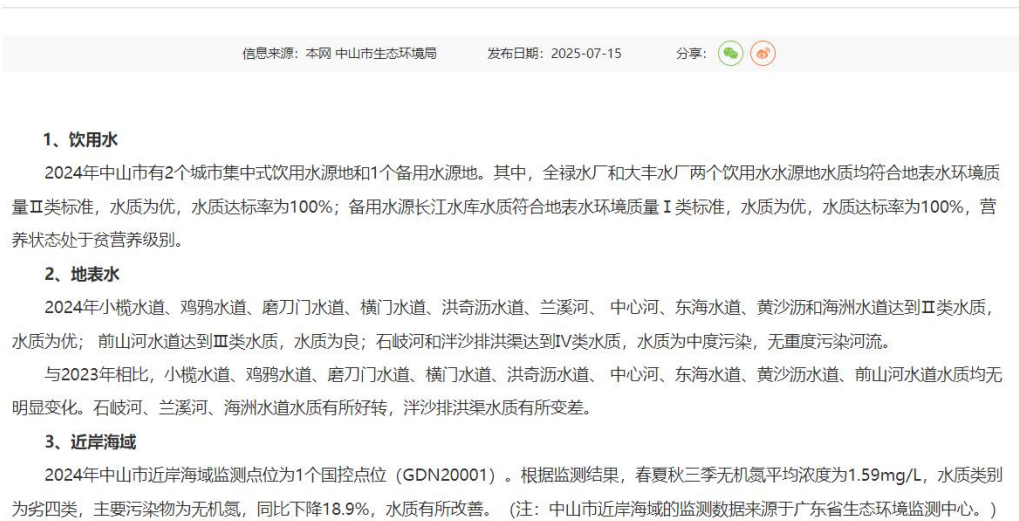 信息来源：本网 中山市生态环境局 发布日期：2025-07-15 分享：
1、饮用水
2024年中山市有2个城市集中式饮用水源地和1个备用水源地。其中，全禄水厂和大丰水厂两个饮用水水源地水质均符合地表水环境质
量Ⅱ类标准，水质为优，水质达标率为100%；备用水源长江水库水质符合地表水环境质量Ⅰ类标准，水质为优，水质达标率为100%，营
养状态处于贫营养级别。
2、地表水
2024年小榄水道、鸡鸦水道、磨刀门水道、横门水道、洪奇沥水道、兰溪河、 中心河、东海水道、黄沙沥和海洲水道达到Ⅱ类水质，
水质为优； 前山河水道达到Ⅲ类水质，水质为良；石岐河和泮沙排洪渠达到IV类水质，水质为中度污染，无重度污染河流。
与2023年相比，小榄水道、鸡鸦水道、磨刀门水道、横门水道、洪奇沥水道、 中心河、东海水道、黄沙沥水道、前山河水道水质均无
明显变化。石岐河、兰溪河、海洲水道水质有所好转，泮沙排洪渠水质有所变差。
3、近岸海域
2024年中山市近岸海域监测点位为1个国控点位（GDN20001）。根据监测结果，春夏秋三季无机氮平均浓度为1.59mg/L，水质类别
为劣四类，主要污染物为无机氮，同比下降18.9%，水质有所改善。（注：中山市近岸海域的监测数据来源于广东省生态环境监测中心。）